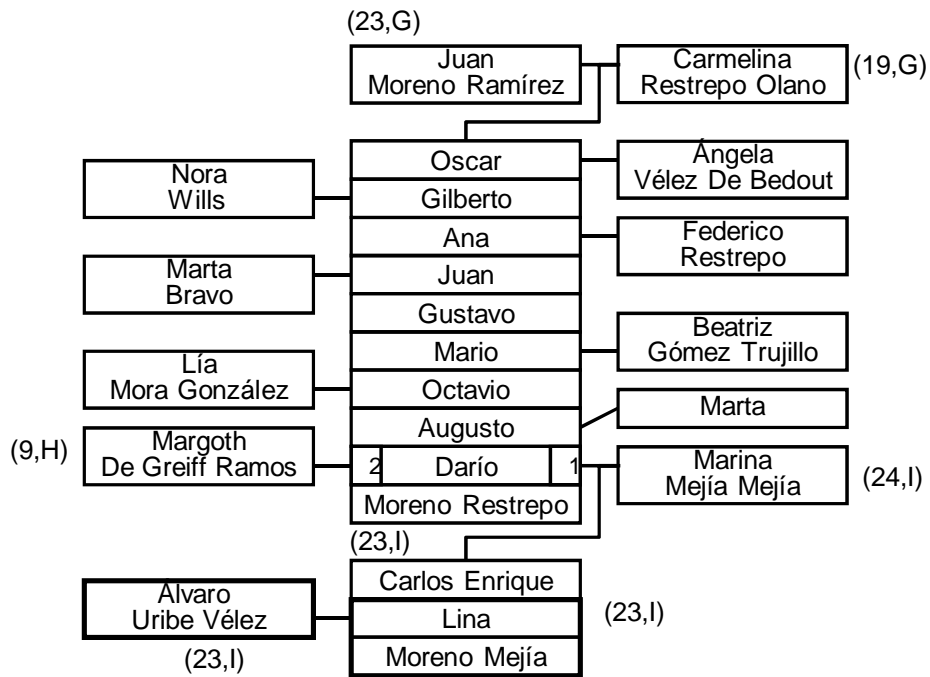 (23,G)
Juan
Moreno Ramírez
Carmelina
Restrepo Olano
(19,G)
Oscar
Ángela
Vélez De Bedout
Nora
Wills
Gilberto
Ana
Federico
Restrepo
Marta
Bravo
Juan
Gustavo
Mario
Beatriz
Gómez Trujillo
Lía
Mora González
Octavio
Augusto
Marta
(9,H)
Margoth
De Greiff Ramos
2
Darío
1
Marina
Mejía Mejía
(24,I)
Moreno Restrepo
(23,I)
Carlos Enrique
Álvaro
Uribe Vélez
(23,I)
Lina
(23,I)
Moreno Mejía